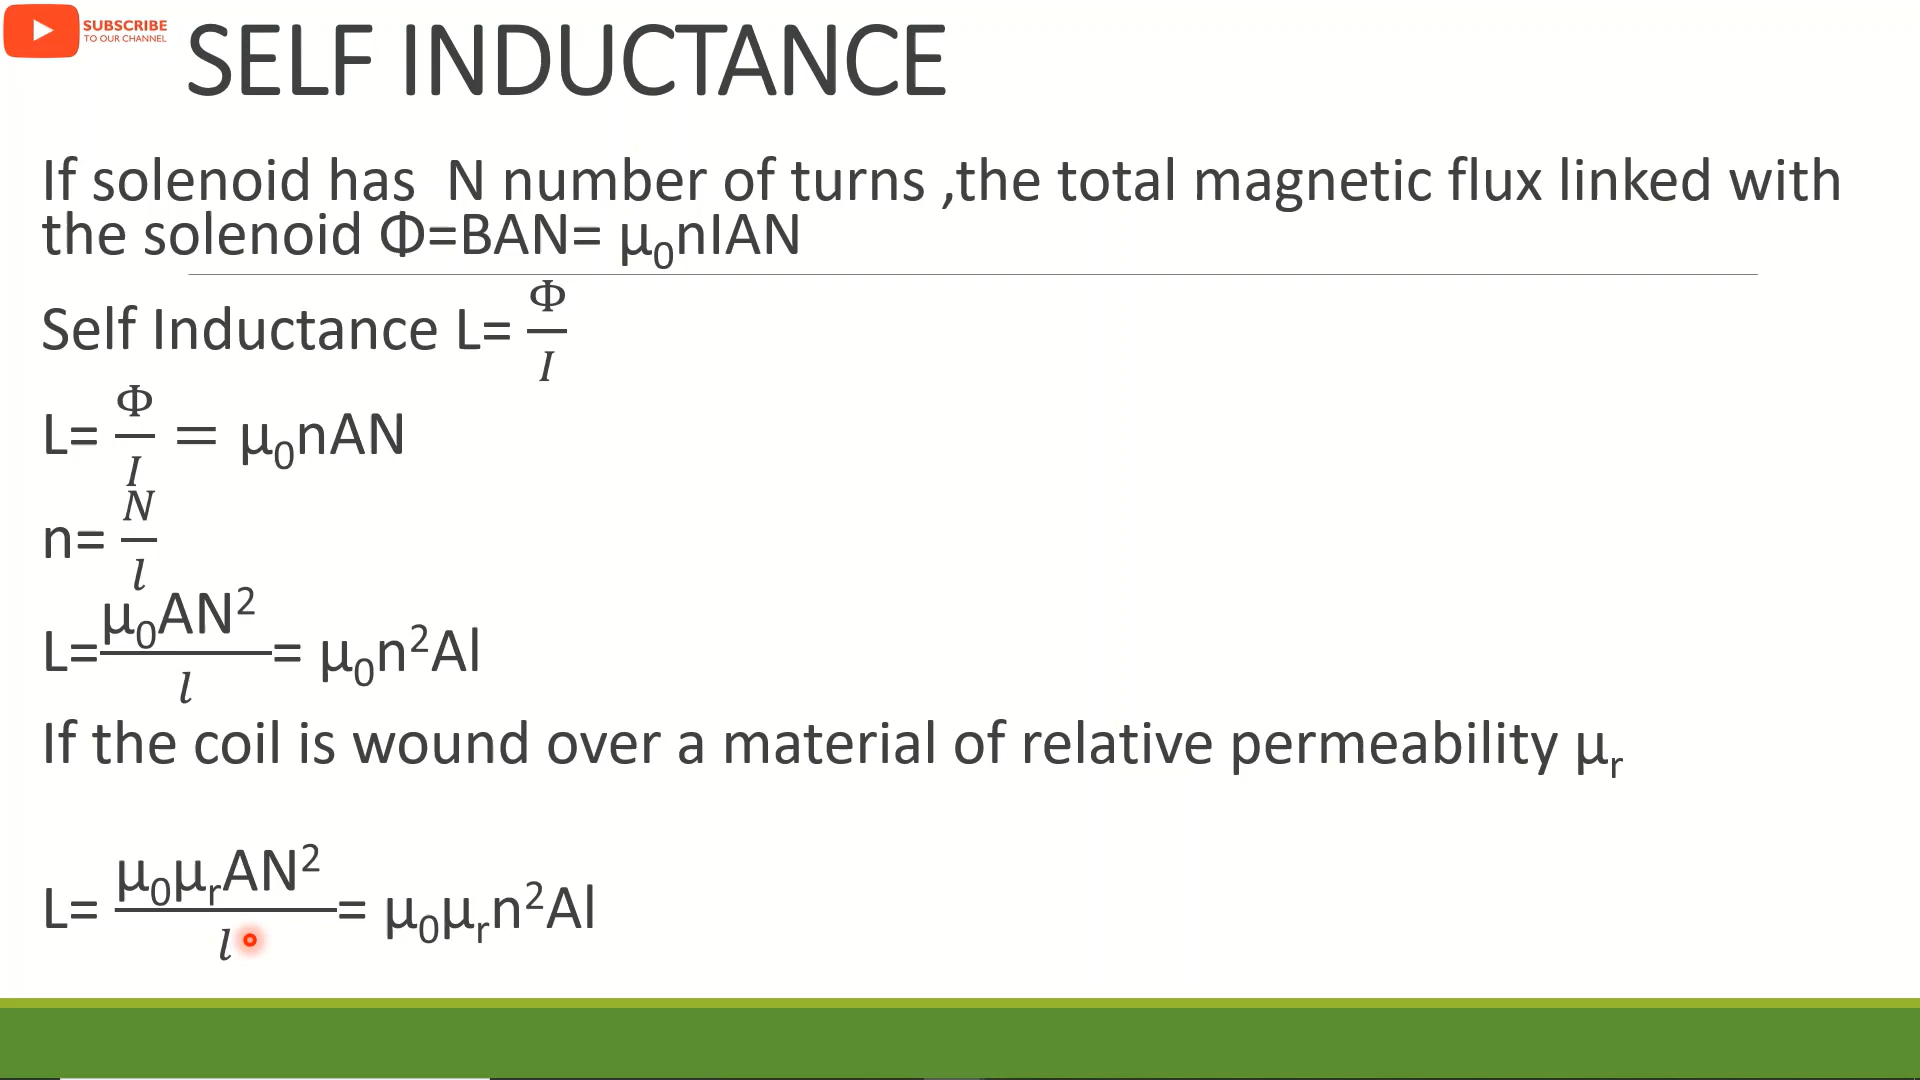 SUBSCRIBE
TO OUR CHANNEL
SELF INDUCTANCE
If solenoid has N number of turns ,the total magnetic flux linked with
the solenoid Φ=BAN= μ₀nIAN
Self Inductance L= Φ/I
L= Φ/I = μ₀nAN
n= N/l
L=μ₀AN²/l= μ₀n²Al
If the coil is wound over a material of relative permeability μᵣ
L= μ₀μᵣAN²/l= μ₀μᵣn²Al